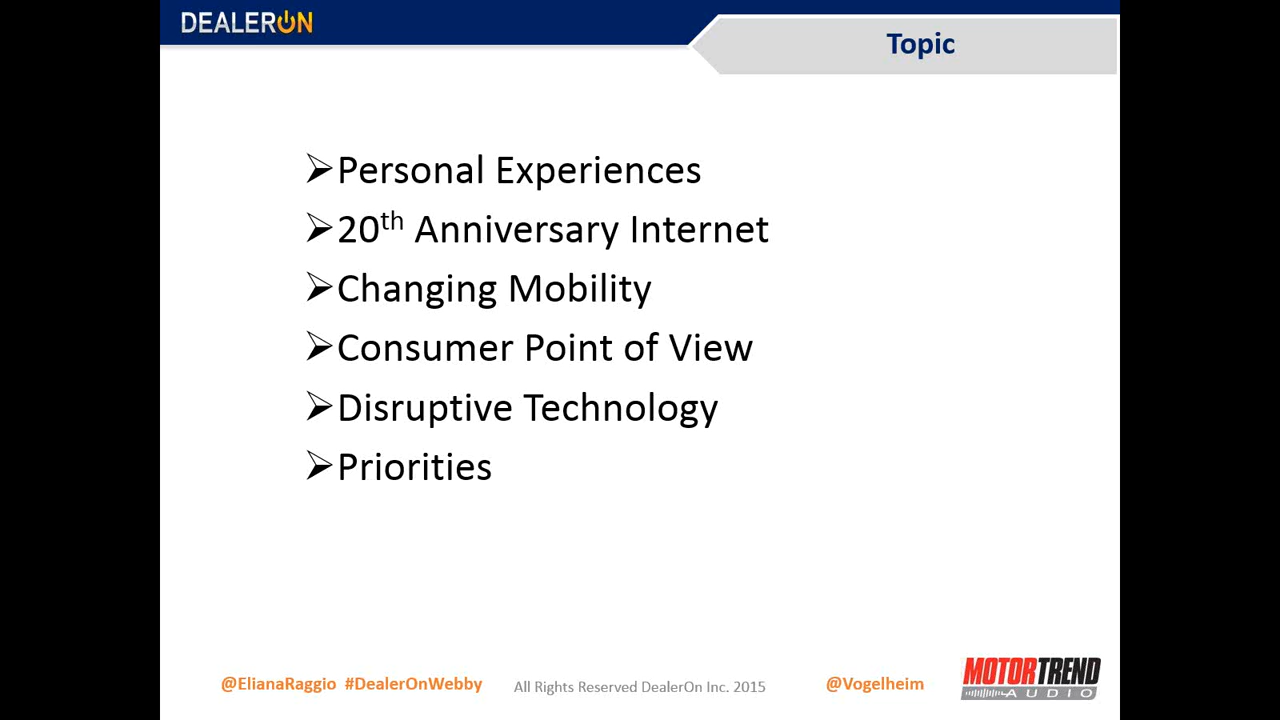 DEALERON
Topic
Personal Experiences
20th Anniversary Internet
Changing Mobility
Consumer Point of View
Disruptive Technology
Priorities
@ElianaRaggio #DealerOnWebby
All Rights Reserved DealerOn Inc. 2015
@Vogelheim
MOTORTREND
AUDIO